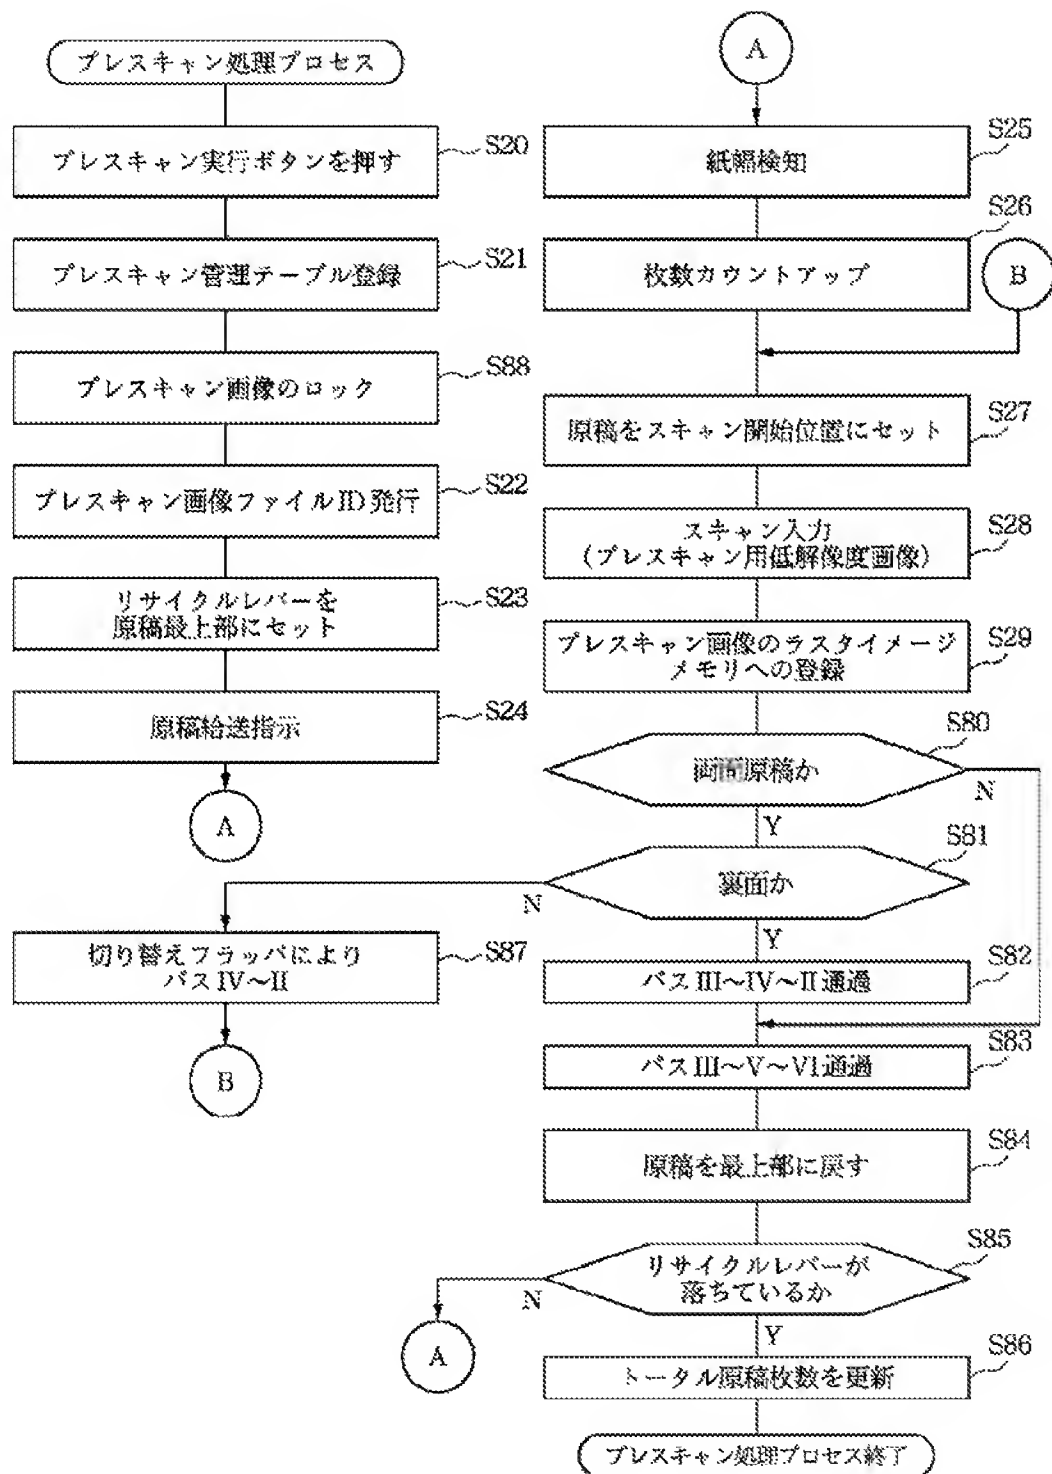 プレスキャン処理プロセス
プレスキャン実行ボタンを押す
S20
プレスキャン管理テーブル登録
S21
プレスキャン画像のロック
S88
プレスキャン画像ファイルID発行
S22
リサイクルレバーを
原稿最上部にセット
S23
原稿給送指示
S24
A
切り替えフラッパにより
パスIV〜II
S87
B
A
紙幅検知
S25
枚数カウントアップ
S26
B
原稿をスキャン開始位置にセット
S27
スキャン入力
(プレスキャン用低解像度画像)
S28
プレスキャン画像のラスタイメージ
メモリへの登録
S29
両面原稿か
S80
N
Y
裏面か
S81
N
Y
パスIII〜IV〜II通過
S82
パスIII〜V〜VI通過
S83
原稿を最上部に戻す
S84
リサイクルレバーが
落ちているか
S85
N
Y
A
トータル原稿枚数を更新
S86
プレスキャン処理プロセス終了